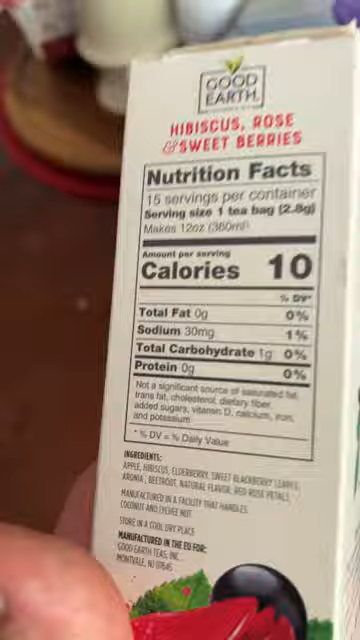 GOOD
EARTH.
HIBISCUS, ROSE
& SWEET BERRIES
Nutrition Facts
15 servings per container
Serving size 1 tea bag (2.8g)
Makes 12oz (360ml)
Amount per serving
Calories 10
% DV*
Total Fat 0g 0%
Sodium 30mg 1%
Total Carbohydrate 1g 0%
Protein 0g 0%
Not a significant source of saturated fat,
trans fat, cholesterol, dietary fiber,
added sugars, vitamin D, calcium, iron,
and potassium
* % DV = % Daily Value
INGREDIENTS:
APPLE, HIBISCUS, ELDERBERRY, SWEET BLACKBERRY LEAVES,
ARONIA, BEETROOT, NATURAL FLAVOR, RED ROSE PETALS
MANUFACTURED IN A FACILITY THAT HANDLES
COCONUT AND LYCHEE NUT
STORE IN A COOL DRY PLACE
MANUFACTURED IN THE EU FOR:
GOOD EARTH TEAS, INC.
MONTVALE, NJ 07645